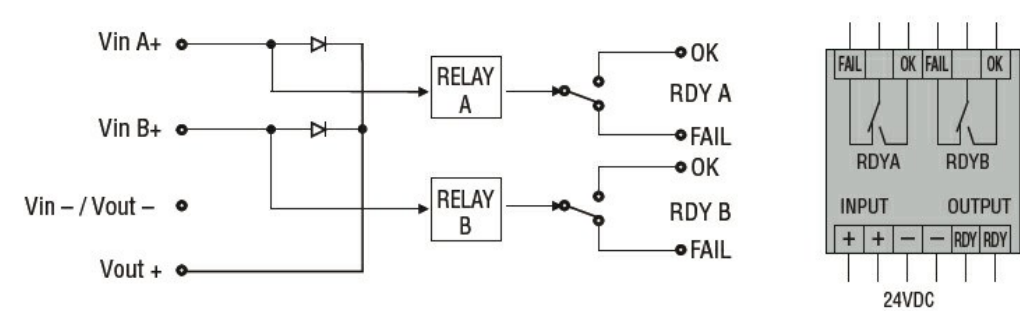 Vin A+
Vin B+
Vin – / Vout –
Vout +
RELAY
A
RELAY
B
OK
RDY A
FAIL
OK
RDY B
FAIL
FAIL OK FAIL OK
RDYA RDYB
INPUT OUTPUT
+ + – – RDY RDY
24VDC